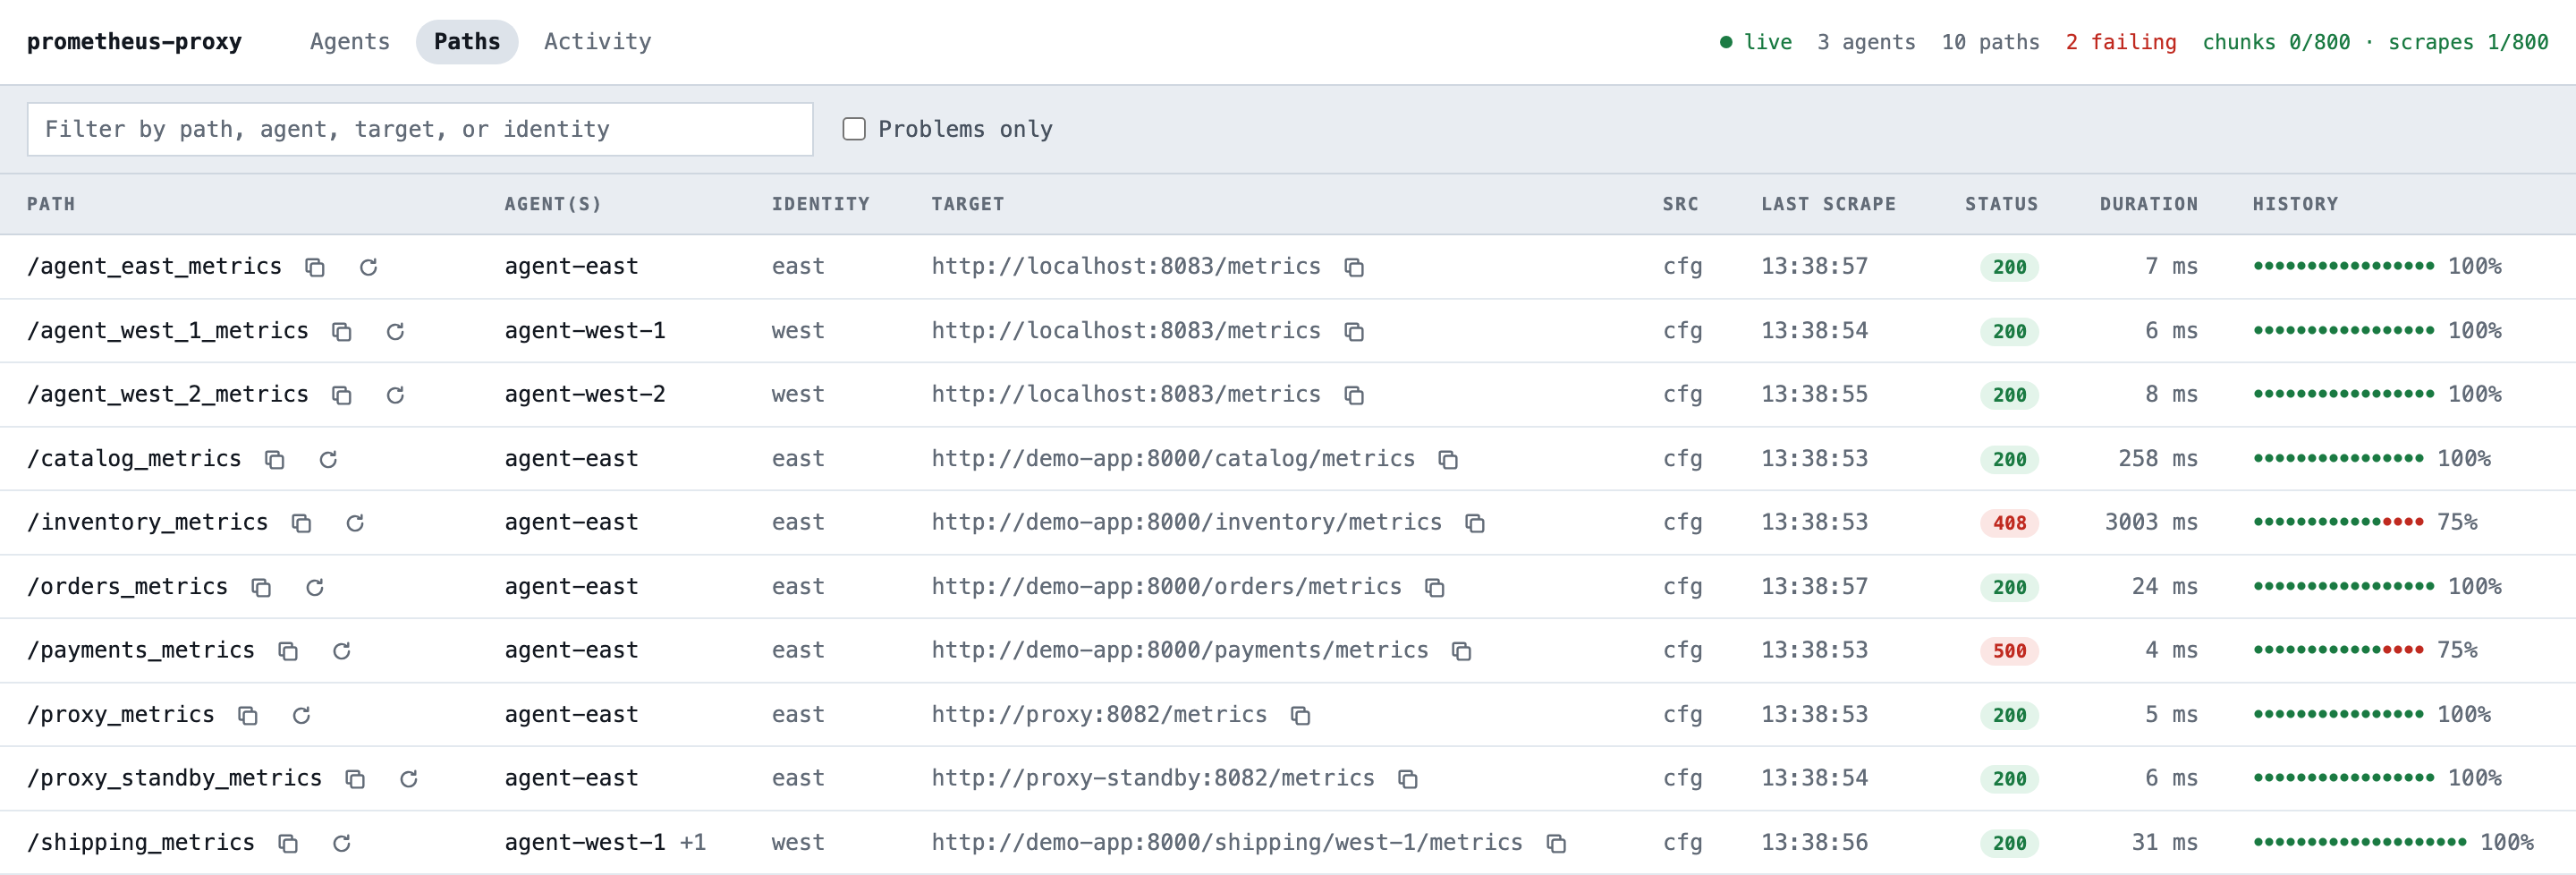 prometheus-proxy Agents Paths Activity live 3 agents 10 paths 2 failing chunks 0/800 · scrapes 1/800
Filter by path, agent, target, or identity Problems only
PATH AGENT(S) IDENTITY TARGET SRC LAST SCRAPE STATUS DURATION HISTORY
/agent_east_metrics agent-east east http://localhost:8083/metrics cfg 13:38:57 200 7 ms 100%
/agent_west_1_metrics agent-west-1 west http://localhost:8083/metrics cfg 13:38:54 200 6 ms 100%
/agent_west_2_metrics agent-west-2 west http://localhost:8083/metrics cfg 13:38:55 200 8 ms 100%
/catalog_metrics agent-east east http://demo-app:8000/catalog/metrics cfg 13:38:53 200 258 ms 100%
/inventory_metrics agent-east east http://demo-app:8000/inventory/metrics cfg 13:38:53 408 3003 ms 75%
/orders_metrics agent-east east http://demo-app:8000/orders/metrics cfg 13:38:57 200 24 ms 100%
/payments_metrics agent-east east http://demo-app:8000/payments/metrics cfg 13:38:53 500 4 ms 75%
/proxy_metrics agent-east east http://proxy:8082/metrics cfg 13:38:53 200 5 ms 100%
/proxy_standby_metrics agent-east east http://proxy-standby:8082/metrics cfg 13:38:54 200 6 ms 100%
/shipping_metrics agent-west-1 +1 west http://demo-app:8000/shipping/west-1/metrics cfg 13:38:56 200 31 ms 100%